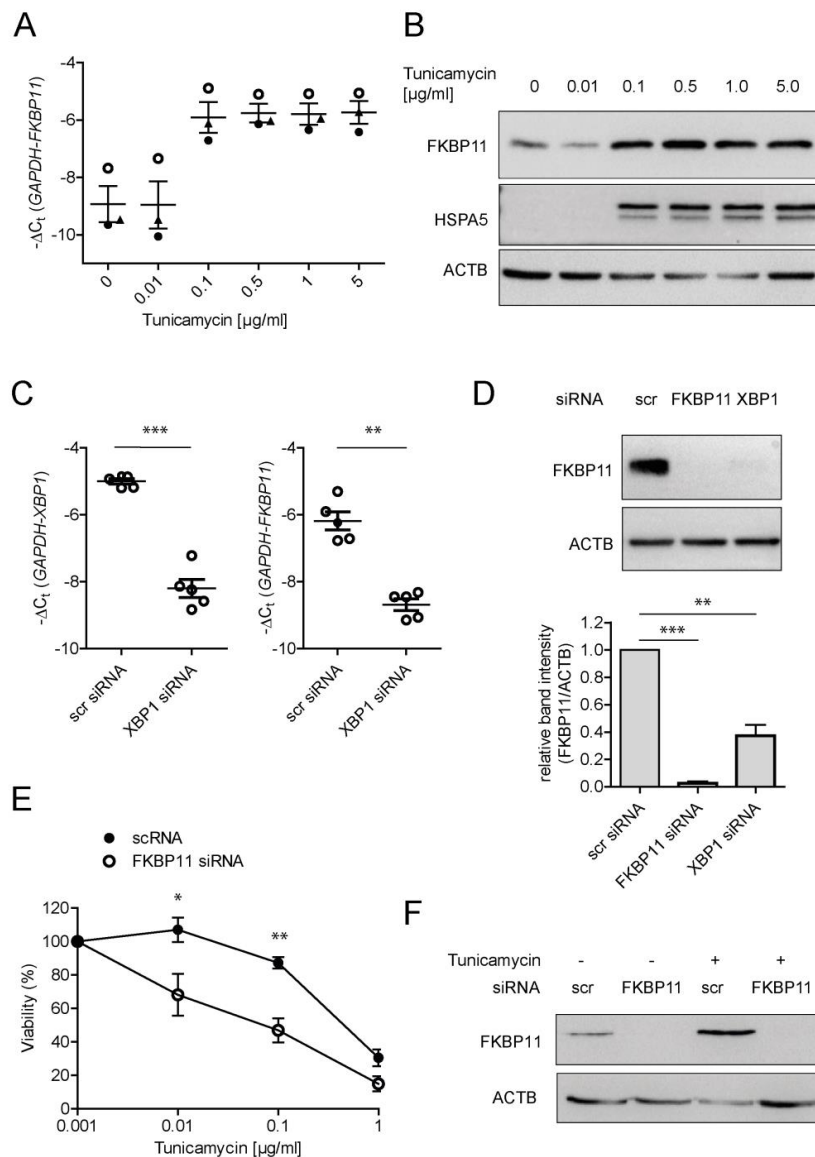 A
-ΔCt (GAPDH-FKBP11)
-4
-6
-8
-10
0
0.01
0.1
0.5
1
5
Tunicamycin [µg/ml]
B
Tunicamycin
[µg/ml]
0 0.01 0.1 0.5 1.0 5.0
FKBP11
HSPA5
ACTB
C
-ΔCt (GAPDH-XBP1)
-4
-6
-8
-10
***
scr siRNA
XBP1 siRNA
-ΔCt (GAPDH-FKBP11)
-4
-6
-8
-10
**
scr siRNA
XBP1 siRNA
D
siRNA scr FKBP11 XBP1
FKBP11
ACTB
relative band intensity
(FKBP11/ACTB)
1.2
1.0
0.8
0.6
0.4
0.2
0.0
**
***
scr siRNA
FKBP11 siRNA
XBP1 siRNA
E
scRNA
FKBP11 siRNA
Viability (%)
120
100
80
60
40
20
0
*
**
0.001 0.01 0.1 1
Tunicamycin [µg/ml]
F
Tunicamycin - - + +
siRNA scr FKBP11 scr FKBP11
FKBP11
ACTB